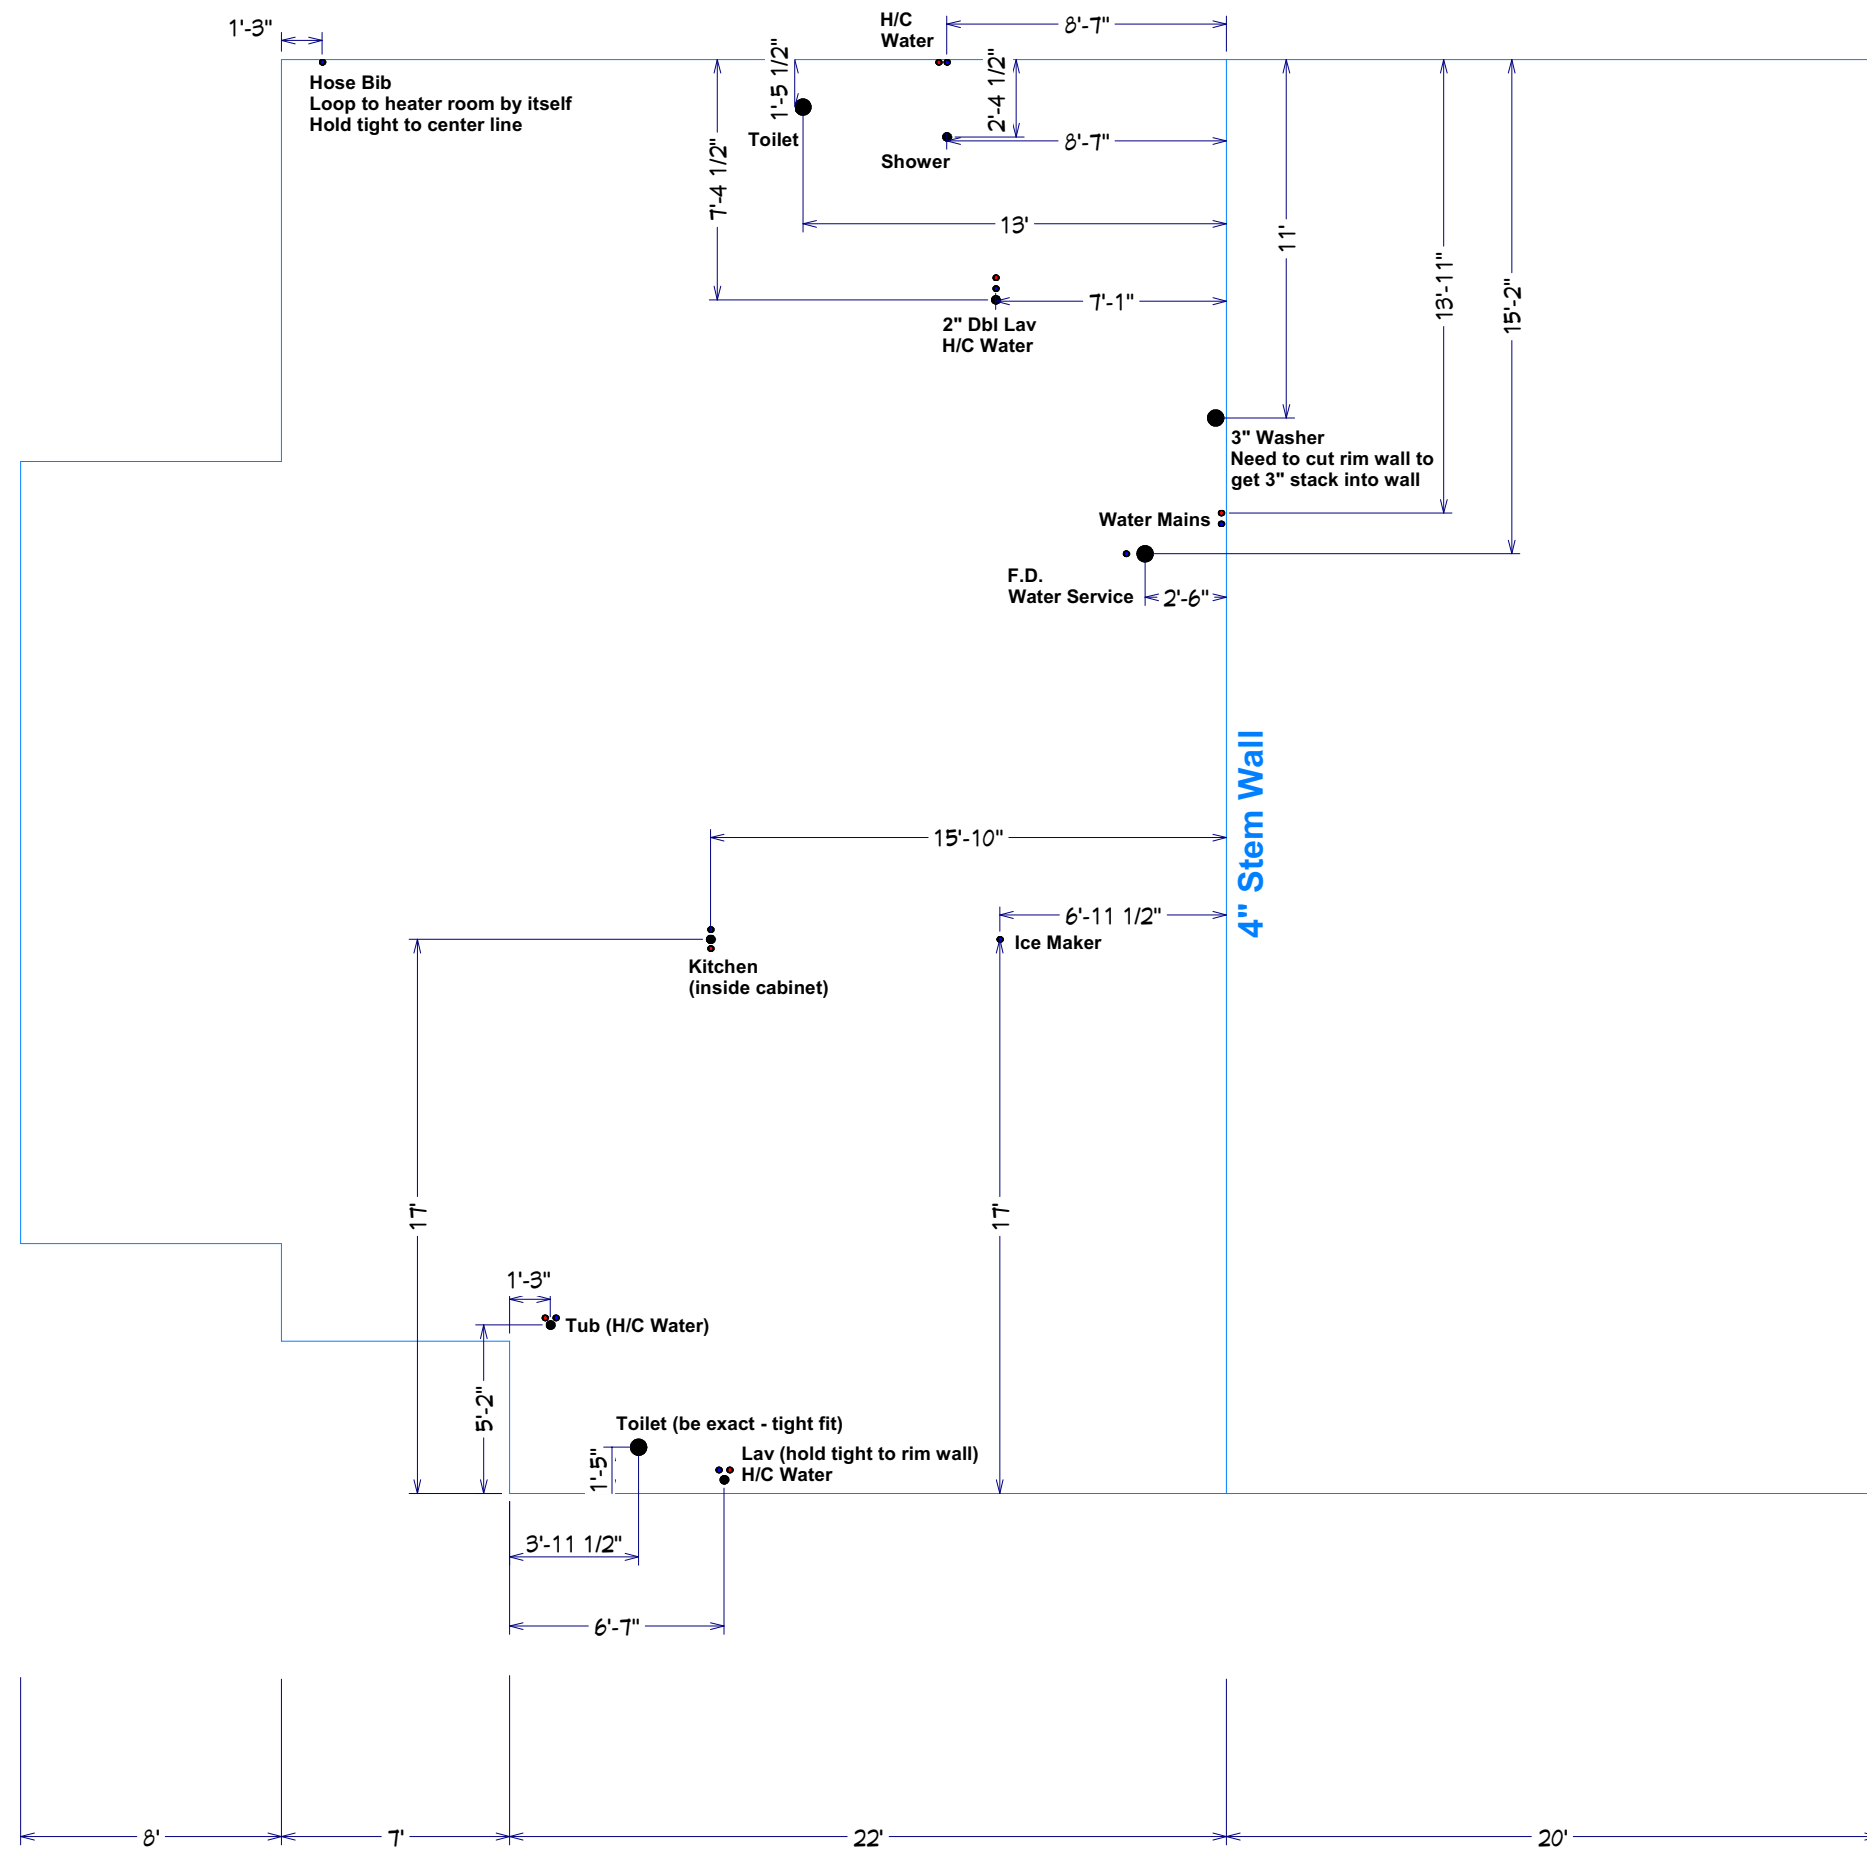 H/C
Water
8'-7"
1'-3"
Hose Bib
Loop to heater room by itself
Hold tight to center line
1'-5 1/2"
Toilet
2'-4 1/2"
8'-7"
Shower
7'-4 1/2"
13'
11'
13'-11"
15'-2"
7'-1"
2" Dbl Lav
H/C Water
3" Washer
Need to cut rim wall to
get 3" stack into wall
Water Mains
F.D.
Water Service
2'-6"
4" Stem Wall
15'-10"
6'-11 1/2"
Ice Maker
Kitchen
(inside cabinet)
17'
17'
1'-3"
Tub (H/C Water)
5'-2"
Toilet (be exact - tight fit)
1'-5"
Lav (hold tight to rim wall)
H/C Water
3'-11 1/2"
6'-7"
8'
7'
22'
20'